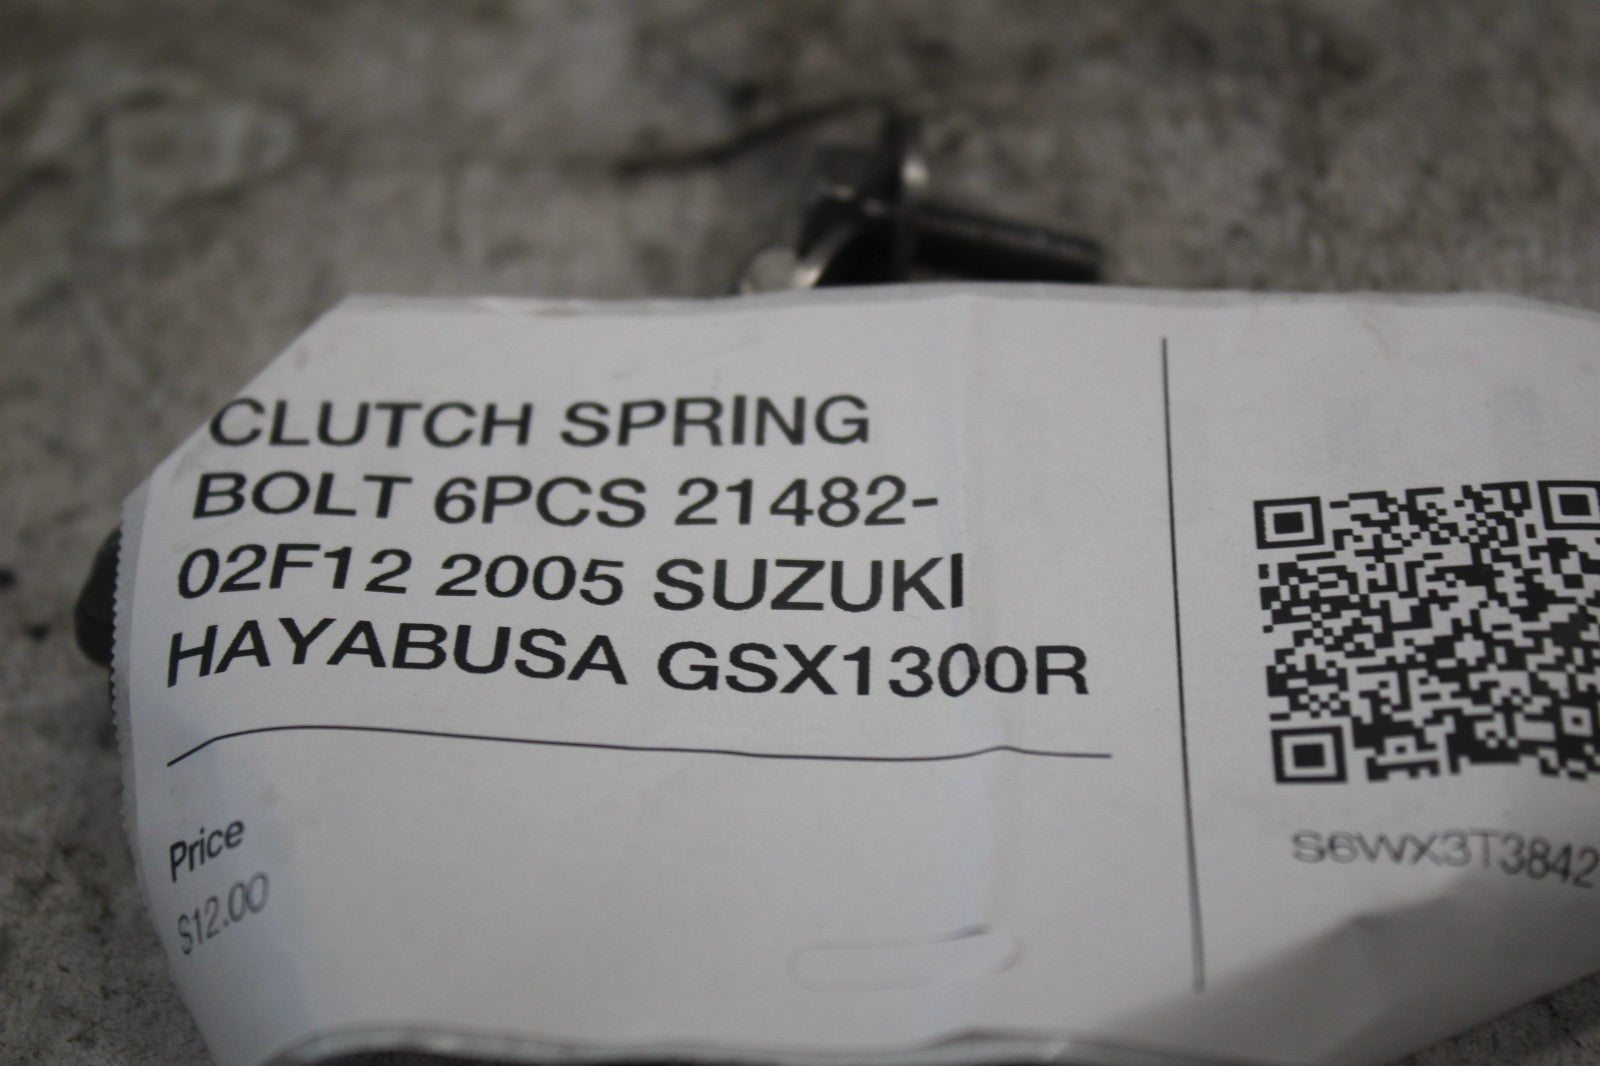 CLUTCH SPRING
BOLT 6PCS 21482-
02F12 2005 SUZUKI
HAYABUSA GSX1300R
Price
$12.00
S6WX3T3842